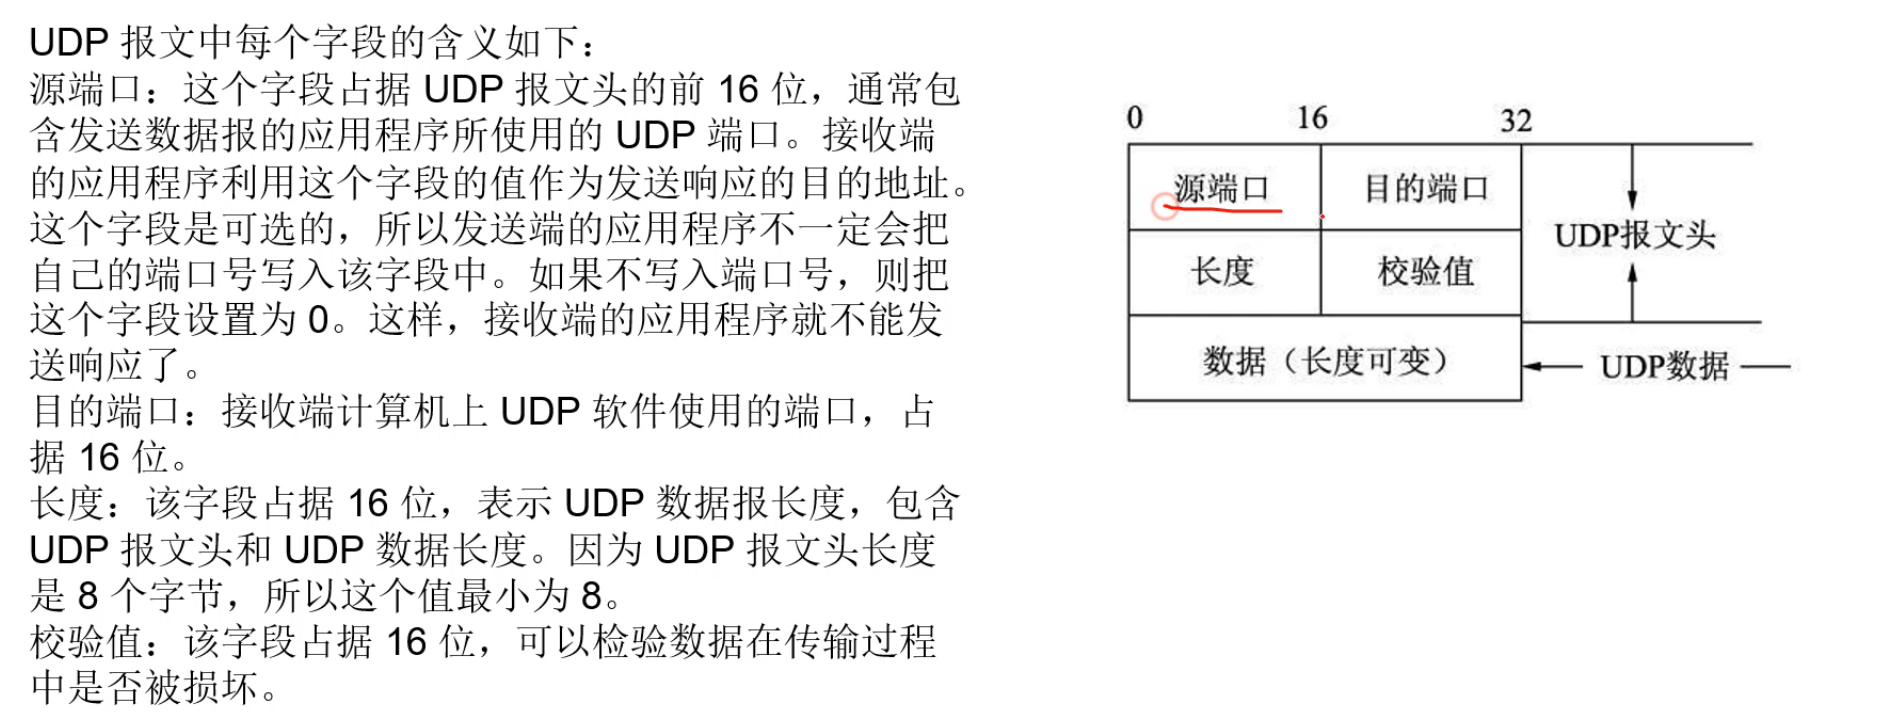 UDP 报文中每个字段的含义如下：
源端口：这个字段占据 UDP 报文头的前 16 位，通常包
含发送数据报的应用程序所使用的 UDP 端口。接收端
的应用程序利用这个字段的值作为发送响应的目的地址。
这个字段是可选的，所以发送端的应用程序不一定会把
自己的端口号写入该字段中。如果不写入端口号，则把
这个字段设置为 0。这样，接收端的应用程序就不能发
送响应了。
目的端口：接收端计算机上 UDP 软件使用的端口，占
据 16 位。
长度：该字段占据 16 位，表示 UDP 数据报长度，包含
UDP 报文头和 UDP 数据长度。因为 UDP 报文头长度
是 8 个字节，所以这个值最小为 8。
校验值：该字段占据 16 位，可以检验数据在传输过程
中是否被损坏。
0 16 32
源端口 目的端口
UDP报文头
长度 校验值
数据（长度可变） UDP数据